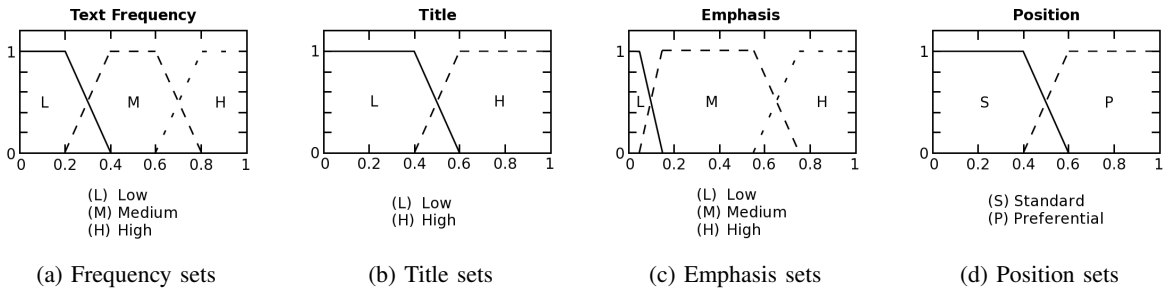 Text Frequency
1
0
L
M
H
0 0.2 0.4 0.6 0.8 1
(L) Low
(M) Medium
(H) High
(a) Frequency sets
Title
1
0
L
H
0 0.2 0.4 0.6 0.8 1
(L) Low
(H) High
(b) Title sets
Emphasis
1
0
L
M
H
0 0.2 0.4 0.6 0.8 1
(L) Low
(M) Medium
(H) High
(c) Emphasis sets
Position
1
0
S
P
0 0.2 0.4 0.6 0.8 1
(S) Standard
(P) Preferential
(d) Position sets